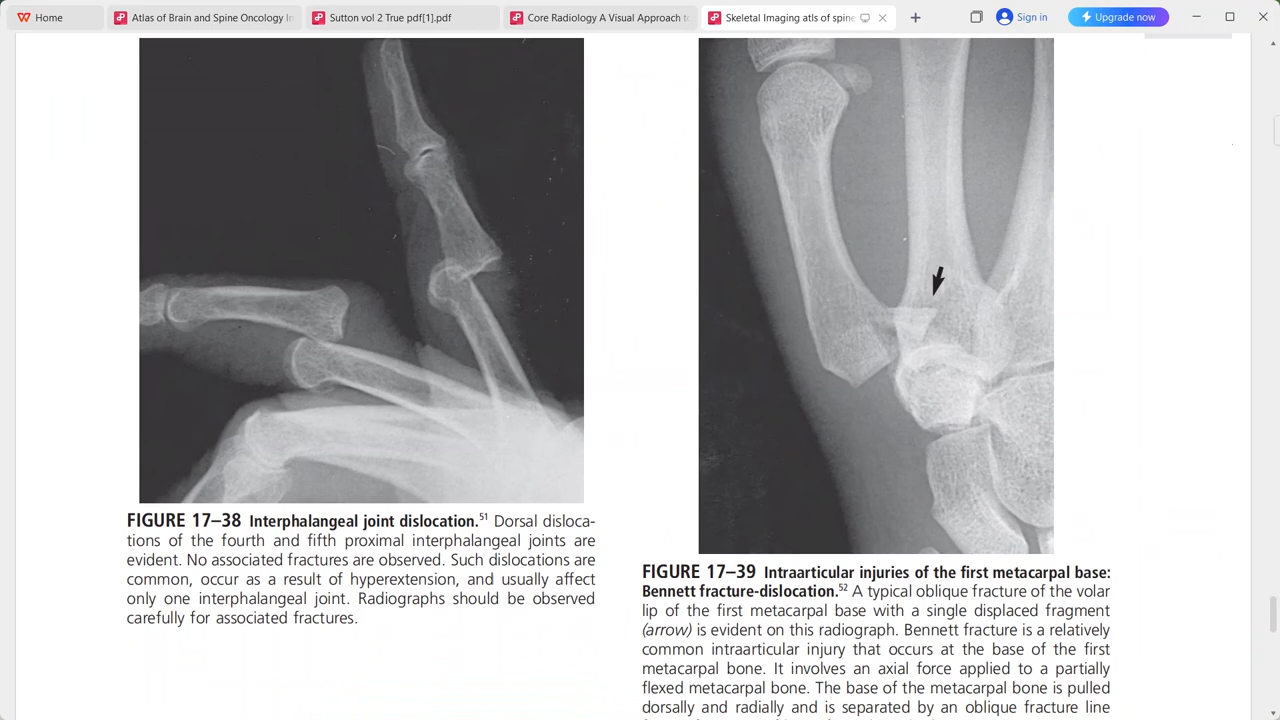 Home
Atlas of Brain and Spine Oncology I
Sutton vol 2 True pdf[1].pdf
Core Radiology A Visual Approach to
Skeletal Imaging atls of spine
Sign in
Upgrade now
FIGURE 17–38 Interphalangeal joint dislocation.51 Dorsal disloca-
tions of the fourth and fifth proximal interphalangeal joints are
evident. No associated fractures are observed. Such dislocations are
common, occur as a result of hyperextension, and usually affect
only one interphalangeal joint. Radiographs should be observed
carefully for associated fractures.
FIGURE 17–39 Intraarticular injuries of the first metacarpal base:
Bennett fracture-dislocation.52 A typical oblique fracture of the volar
lip of the first metacarpal base with a single displaced fragment
(arrow) is evident on this radiograph. Bennett fracture is a relatively
common intraarticular injury that occurs at the base of the first
metacarpal bone. It involves an axial force applied to a partially
flexed metacarpal bone. The base of the metacarpal bone is pulled
dorsally and radially and is separated by an oblique fracture line